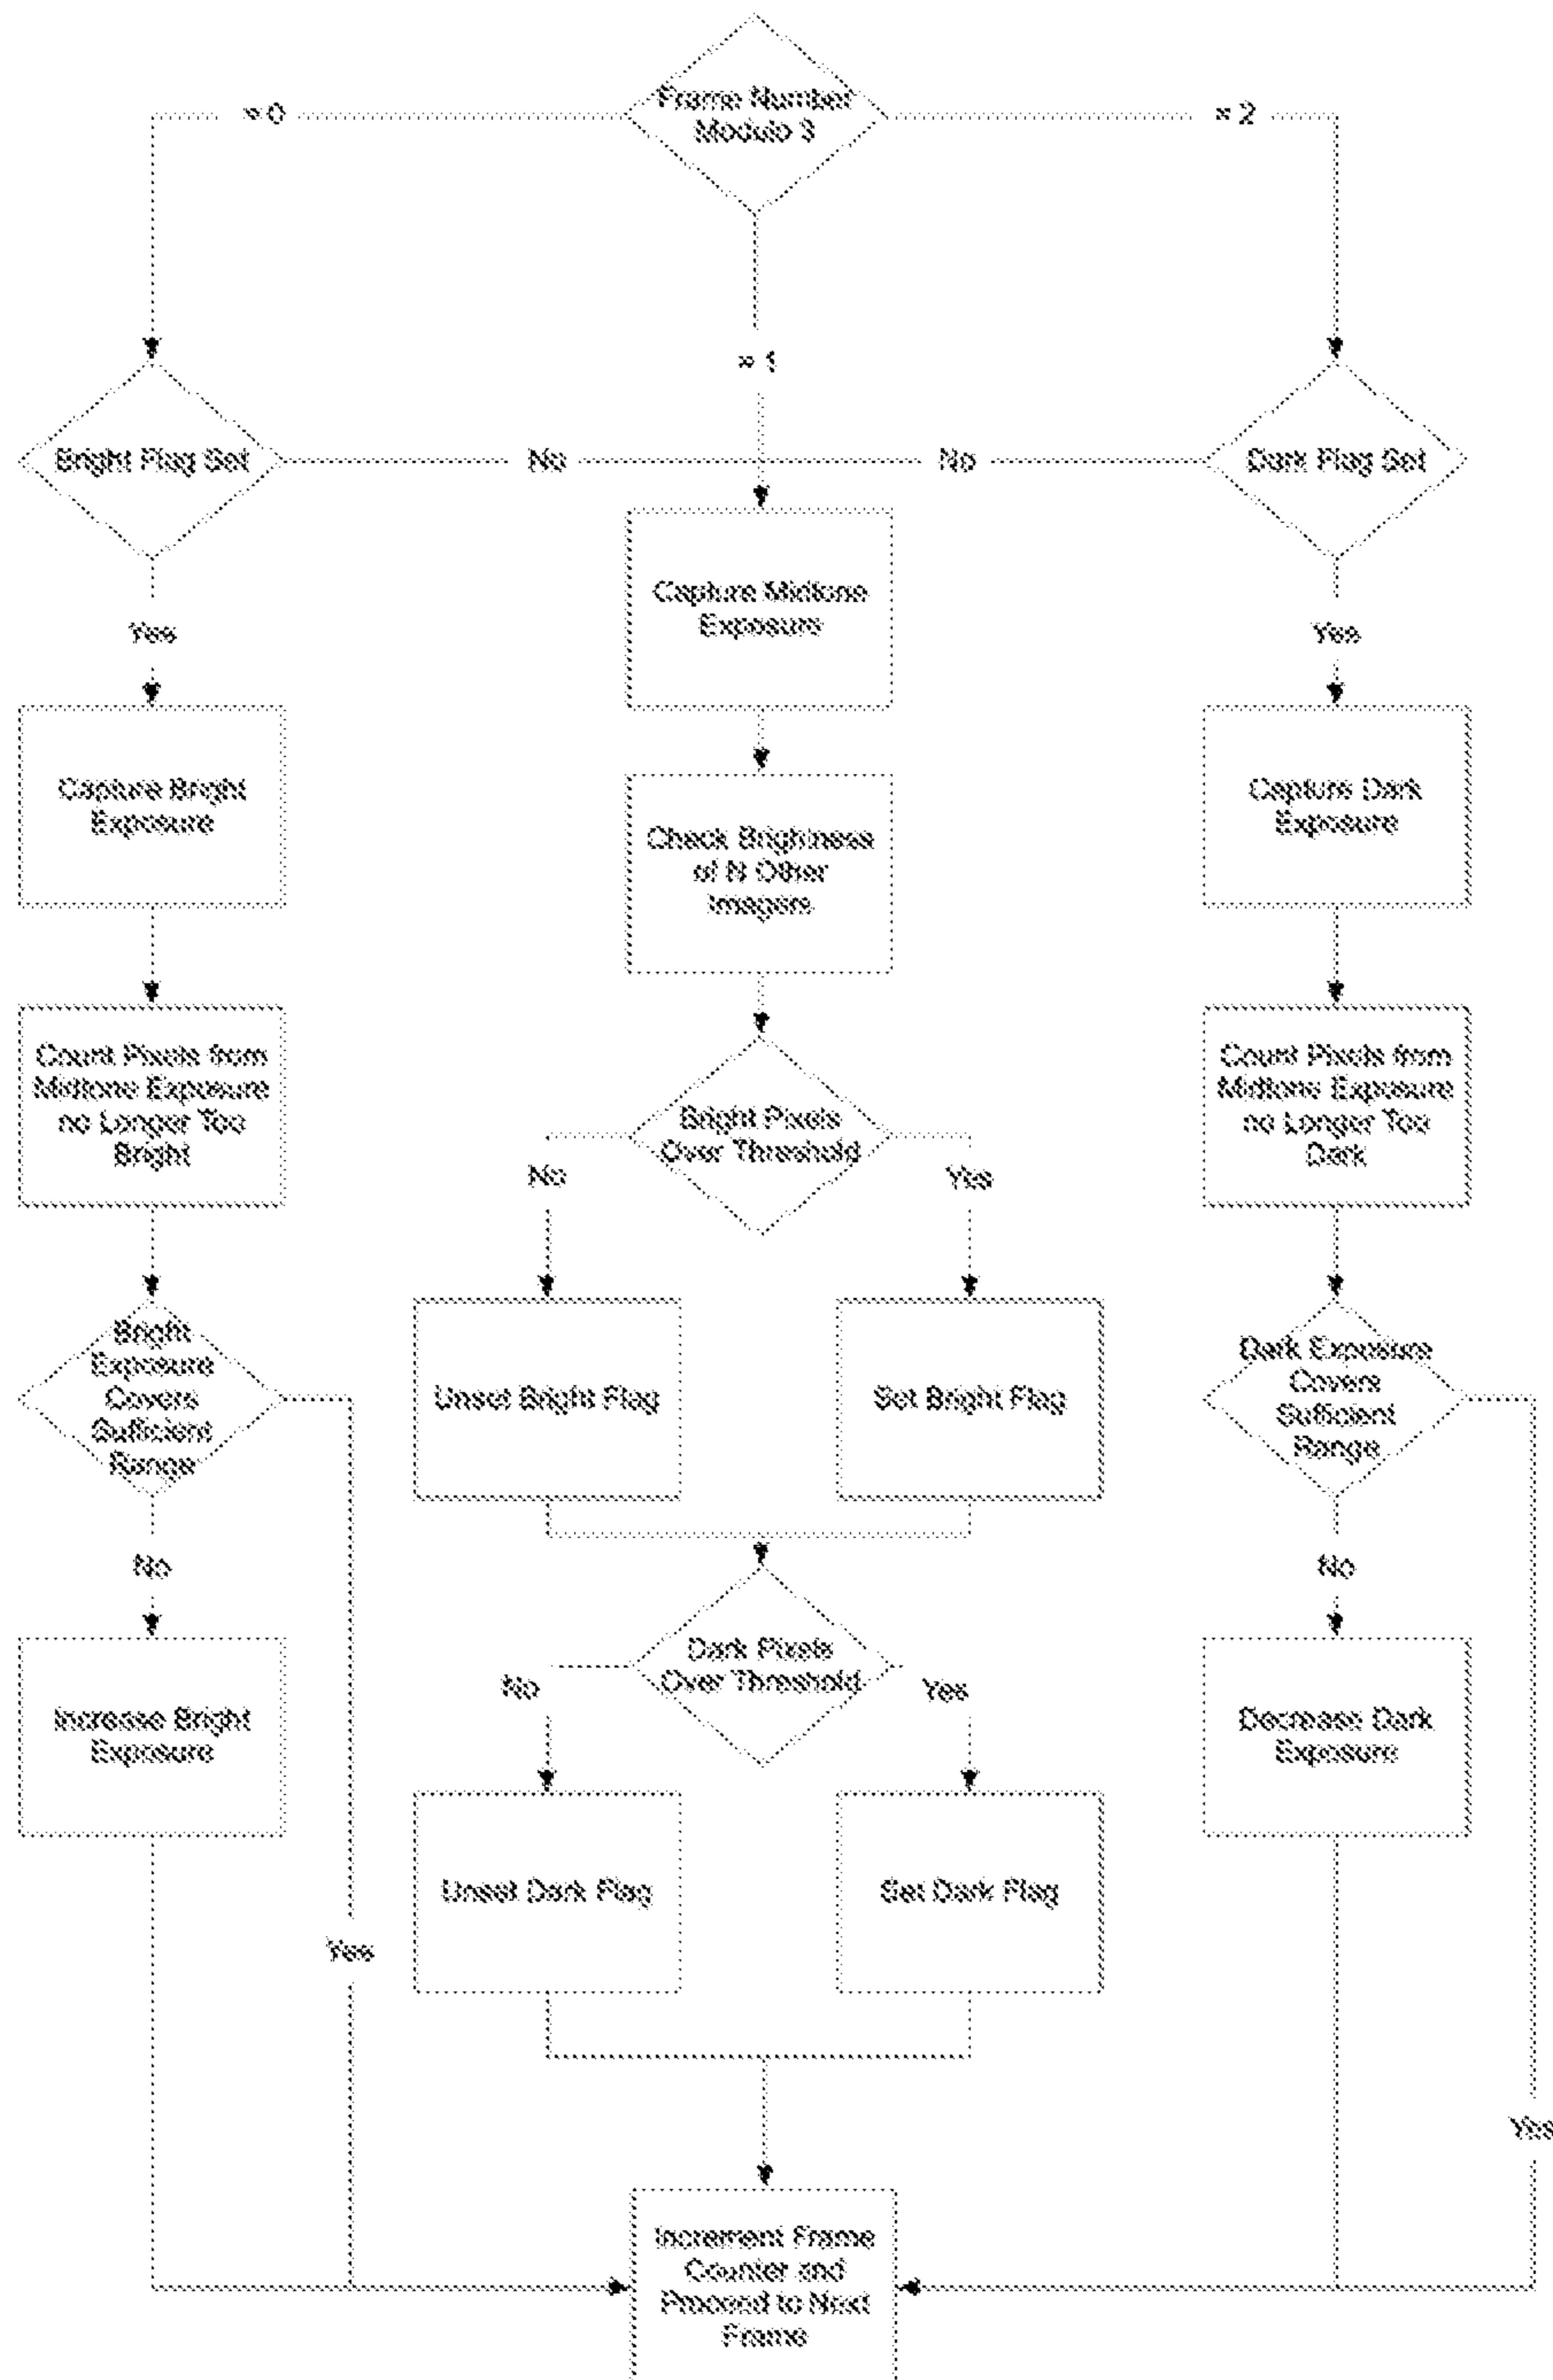 Frame Number
Modulo 3
= 0
= 2
= 1
Bright Flag Set
No
No
Dark Flag Set
Yes
Capture Midtone
Exposure
Yes
Capture Bright
Exposure
Check Brightness
of N Other
Imagers
Capture Dark
Exposure
Count Pixels from
Midtone Exposure
no Longer Too
Bright
Bright Pixels
Over Threshold
No
Yes
Count Pixels from
Midtone Exposure
no Longer Too
Dark
Bright
Exposure
Covers
Sufficient
Range
Unset Bright Flag
Set Bright Flag
Dark Exposure
Covers
Sufficient
Range
No
No
Dark Pixels
Over Threshold
No
Yes
Increase Bright
Exposure
Decrease Dark
Exposure
Unset Dark Flag
Set Dark Flag
Yes
Yes
Increment Frame
Counter and
Proceed to Next
Frame